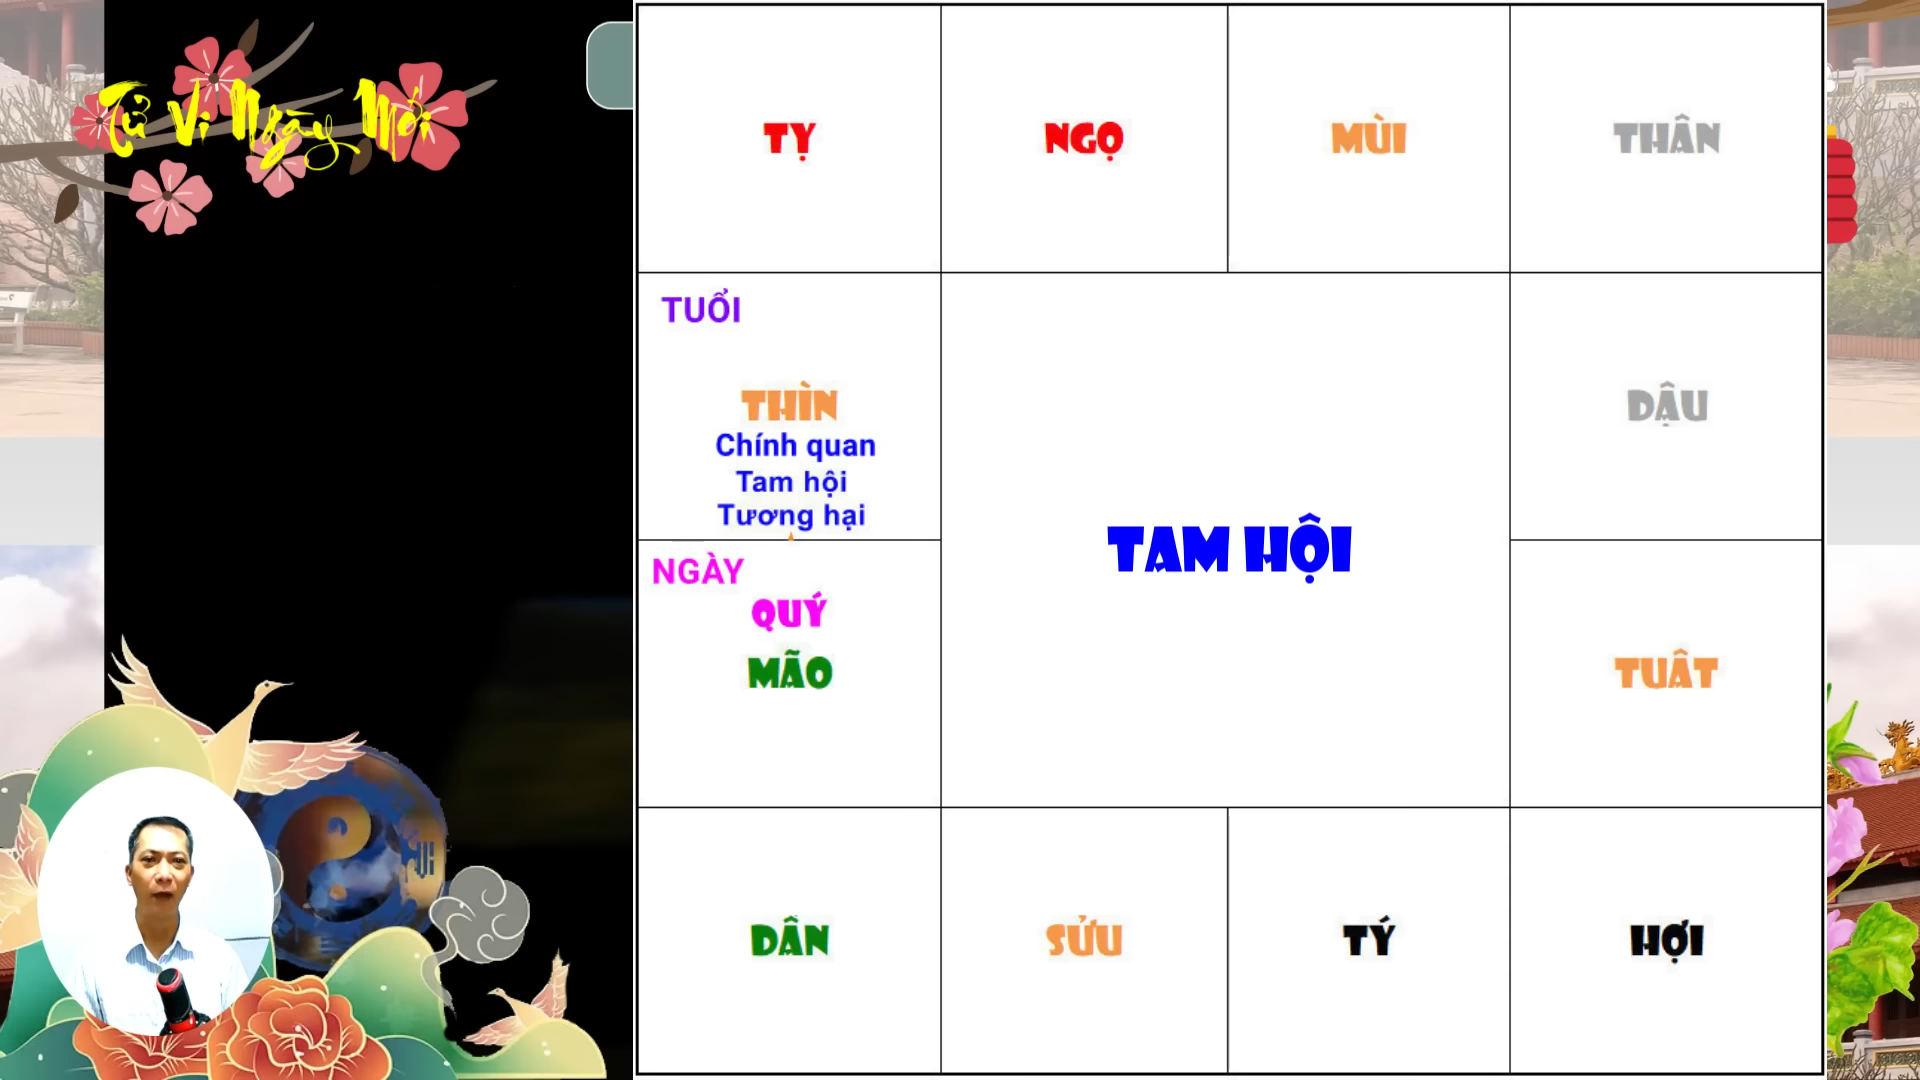 Tử Vi Ngày Mới
TỴ
NGỌ
MÙI
THÂN
TUỔI
THÌN
Chính quan
Tam hội
Tương hại
DẬU
TAM HỘI
NGÀY
QUÝ
MÃO
TUẤT
DẦN
SỬU
TÝ
HỢI